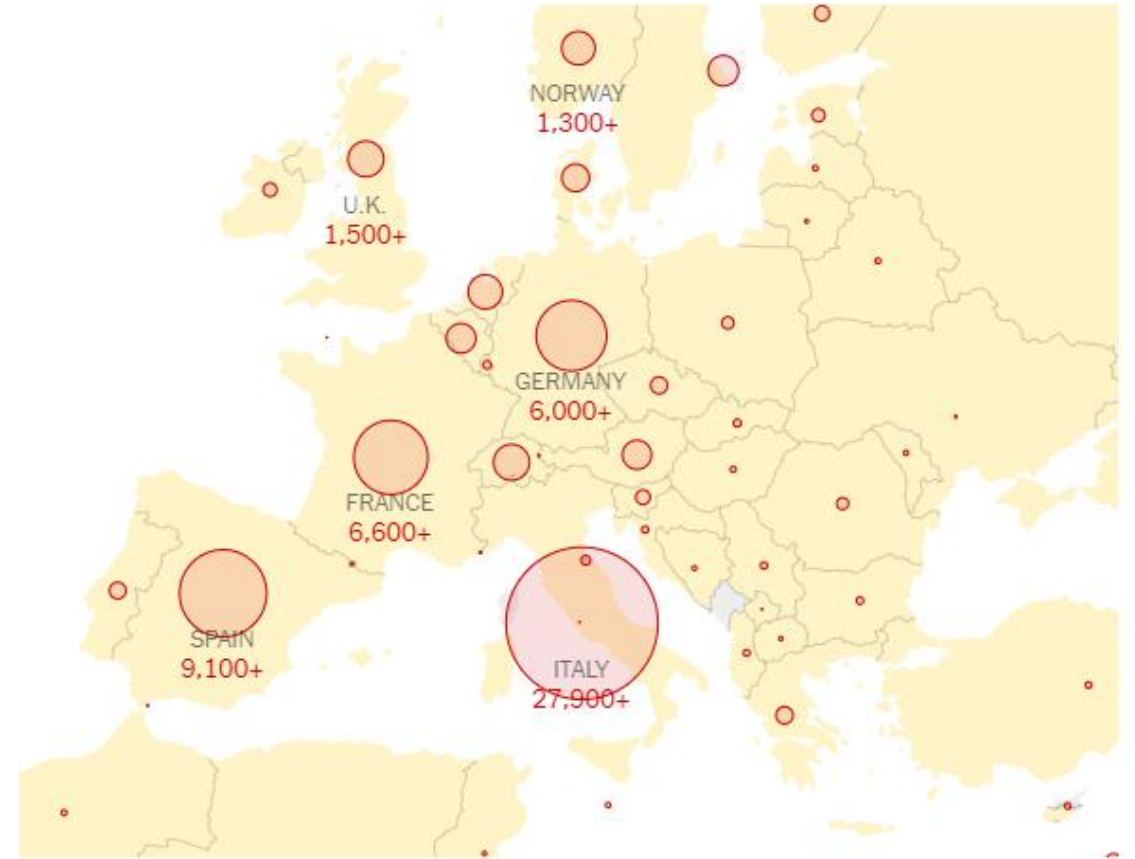 NORWAY
1,300+
U.K.
1,500+
GERMANY
6,000+
FRANCE
6,600+
SPAIN
9,100+
ITALY
27,900+